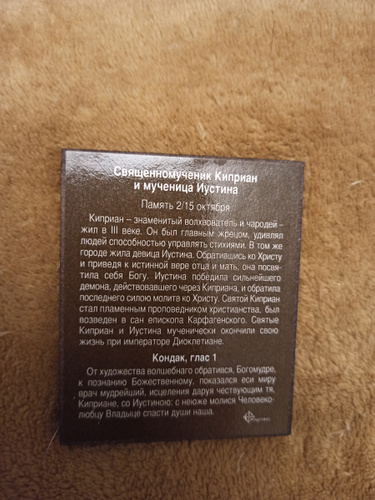 Священномученик Киприан
и мученица Иустина
Память 2/15 октября
Киприан – знаменитый волхвователь и чародей –
жил в III веке. Он был главным жрецом, удивлял
людей способностью управлять стихиями. В том же
городе жила девица Иустина. Обратившись ко Христу
и приведя к истинной вере отца и мать, она посвя-
тила себя Богу. Иустина победила сильнейшего
демона, действовавшего через Киприана, и обратила
последнего силою молитв ко Христу. Святой Киприан
стал пламенным проповедником христианства, был
возведен в сан епископа Карфагенского. Святые
Киприан и Иустина мученически окончили свою
жизнь при императоре Диоклетиане.
Кондак, глас 1
От художества волшебнаго обратився, Богомудре,
к познанию Божественному, показался еси миру
врач мудрейший, исцеления даруя чествующим тя,
Киприане, со Иустиною: с неюже молися Человеко-
любцу Владыце спасти души наша.